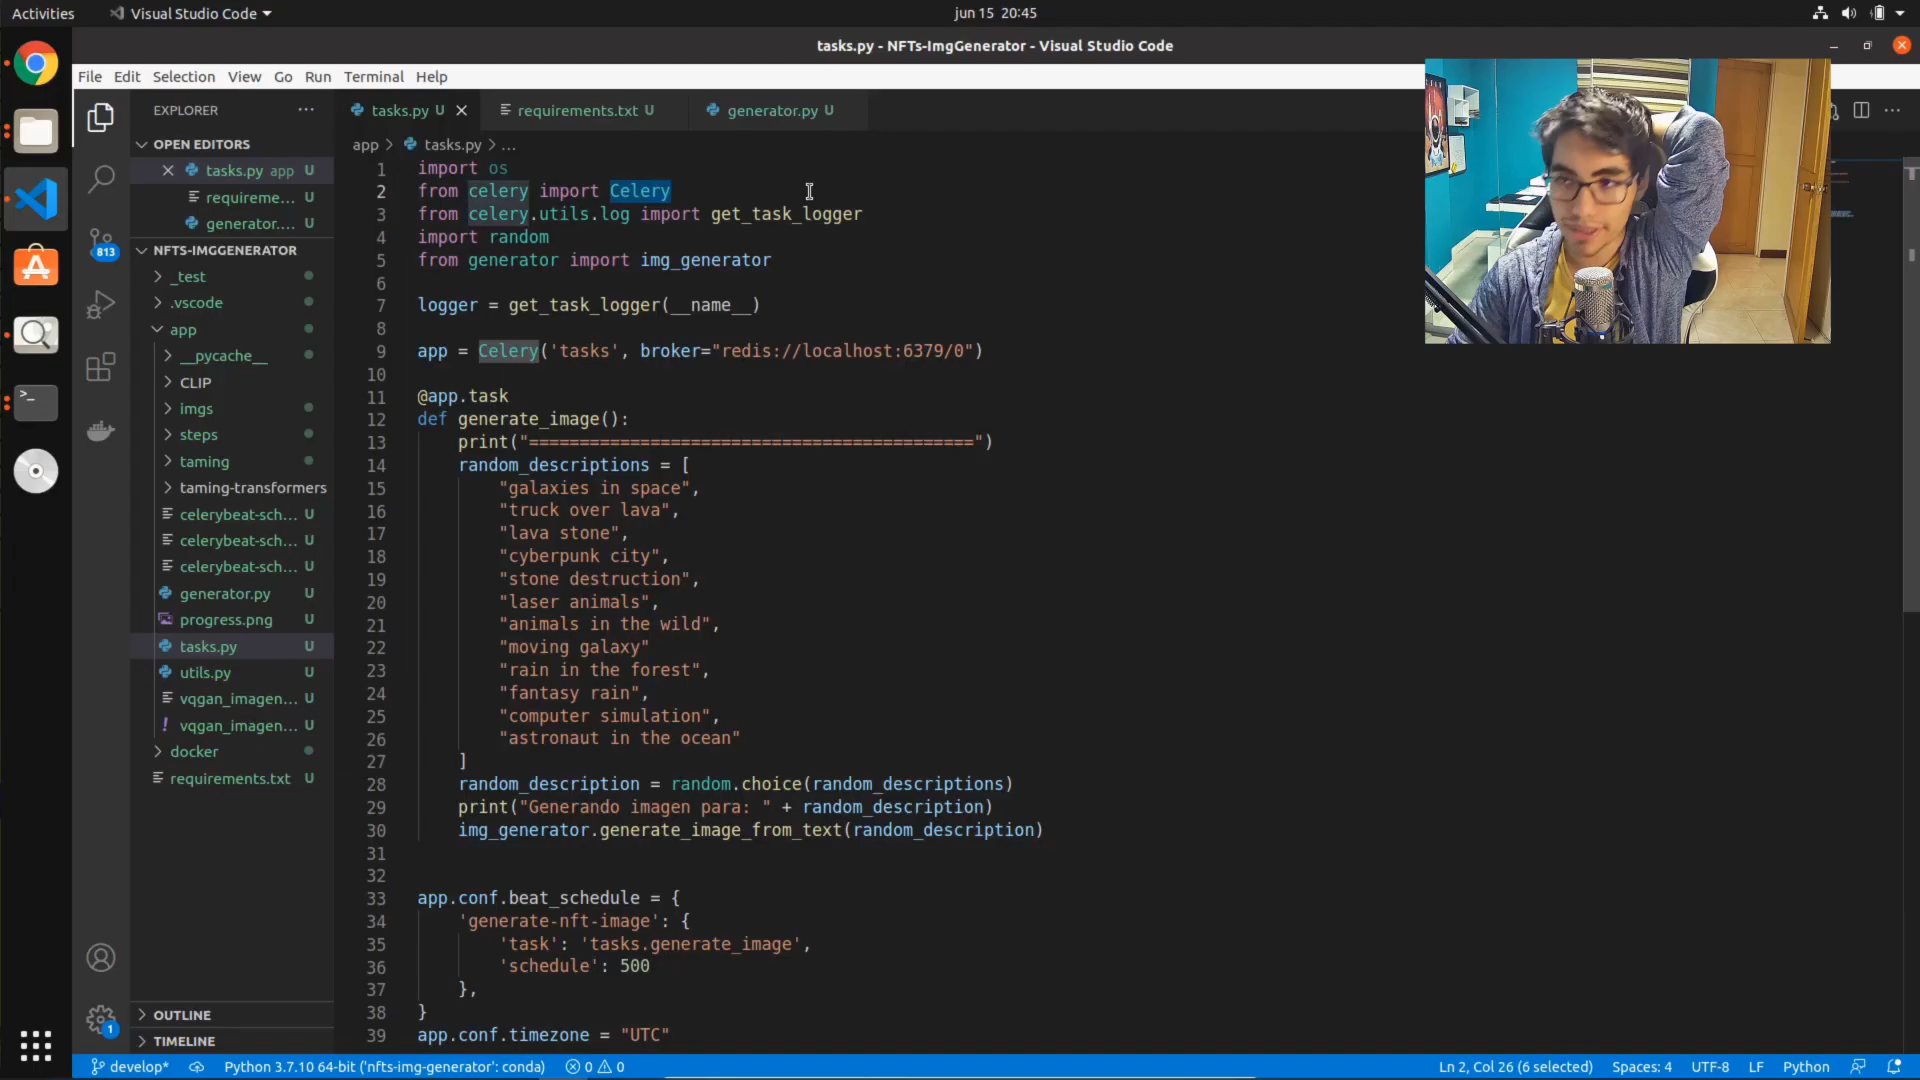 Activities
Visual Studio Code
jun 15 20:45
tasks.py - NFTs-ImgGenerator - Visual Studio Code
File Edit Selection View Go Run Terminal Help
EXPLORER
OPEN EDITORS
tasks.py app U
requireme... U
generator.... U
NFTS-IMGGENERATOR
_test
.vscode
app
__pycache__
CLIP
imgs
steps
taming
taming-transformers
celerybeat-sch... U
celerybeat-sch... U
celerybeat-sch... U
generator.py U
progress.png U
tasks.py U
utils.py U
vqgan_imagen... U
! vqgan_imagen... U
docker
requirements.txt U
OUTLINE
TIMELINE
813
1
tasks.py U
requirements.txt U
generator.py U
app > tasks.py > ...
1 import os
2 from celery import Celery
3 from celery.utils.log import get_task_logger
4 import random
5 from generator import img_generator
6
7 logger = get_task_logger(__name__)
8
9 app = Celery('tasks', broker="redis://localhost:6379/0")
10
11 @app.task
12 def generate_image():
13 print("============================================")
14 random_descriptions = [
15 "galaxies in space",
16 "truck over lava",
17 "lava stone",
18 "cyberpunk city",
19 "stone destruction",
20 "laser animals",
21 "animals in the wild",
22 "moving galaxy"
23 "rain in the forest",
24 "fantasy rain",
25 "computer simulation",
26 "astronaut in the ocean"
27 ]
28 random_description = random.choice(random_descriptions)
29 print("Generando imagen para: " + random_description)
30 img_generator.generate_image_from_text(random_description)
31
32
33 app.conf.beat_schedule = {
34 'generate-nft-image': {
35 'task': 'tasks.generate_image',
36 'schedule': 500
37 },
38 }
39 app.conf.timezone = "UTC"
develop* Python 3.7.10 64-bit ('nfts-img-generator': conda) 0 0 Ln 2, Col 26 (6 selected) Spaces: 4 UTF-8 LF Python